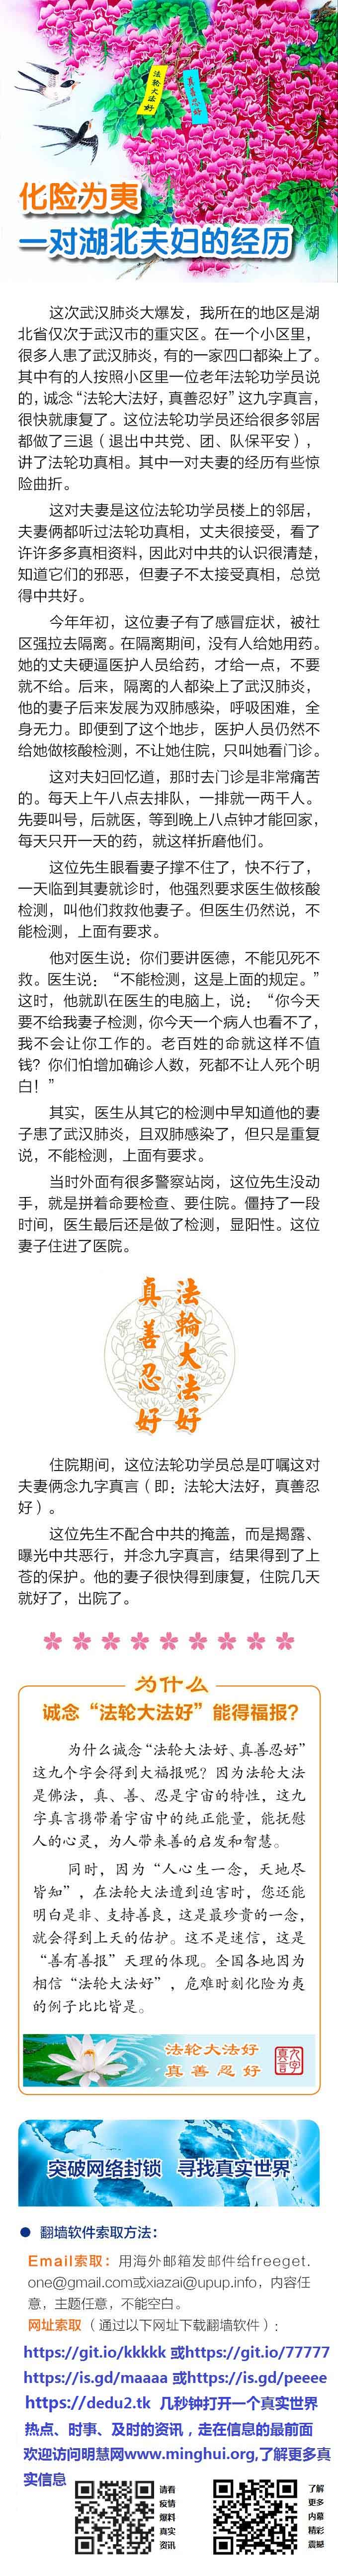 法轮大法好
真善忍好
化险为夷
一对湖北夫妇的经历
这次武汉肺炎大爆发，我所在的地区是湖
北省仅次于武汉市的重灾区。在一个小区里，
很多人患了武汉肺炎，有的一家四口都染上了。
其中有的人按照小区里一位老年法轮功学员说
的，诚念“法轮大法好，真善忍好”这九字真言，
很快就康复了。这位法轮功学员还给很多邻居
都做了三退（退出中共党、团、队保平安），
讲了法轮功真相。其中一对夫妻的经历有些惊
险曲折。
这对夫妻是这位法轮功学员楼上的邻居，
夫妻俩都听过法轮功真相，丈夫很接受，看了
许许多多真相资料，因此对中共的认识很清楚，
知道它们的邪恶，但妻子不太接受真相，总觉
得中共好。
今年年初，这位妻子有了感冒症状，被社
区强拉去隔离。在隔离期间，没有人给她用药。
她的丈夫硬逼医护人员给药，才给一点，不要
就不给。后来，隔离的人都染上了武汉肺炎，
他的妻子后来发展为双肺感染，呼吸困难，全
身无力。即便到了这个地步，医护人员仍然不
给她做核酸检测，不让她住院，只叫她看门诊。
这对夫妇回忆道，那时去门诊是非常痛苦
的。每天上午八点去排队，一排就一两千人。
先要叫号，后就医，等到晚上八点钟才能回家，
每天只开一天的药，就这样折磨他们。
这位先生眼看妻子撑不住了，快不行了，
一天临到其妻就诊时，他强烈要求医生做核酸
检测，叫他们救救他妻子。但医生仍然说，不
能检测，上面有要求。
他对医生说：你们要讲医德，不能见死不
救。医生说：“不能检测，这是上面的规定。”
这时，他就趴在医生的电脑上，说：“你今天
要不给我妻子检测，你今天一个病人也看不了，
我不会让你工作的。老百姓的命就这样不值
钱？你们怕增加确诊人数，死都不让人死个明
白！”
其实，医生从其它的检测中早知道他的妻
子患了武汉肺炎，且双肺感染了，但只是重复
说，不能检测，上面有要求。
当时外面有很多警察站岗，这位先生没动
手，就是拼着命要检查、要住院。僵持了一段
时间，医生最后还是做了检测，显阳性。这位
妻子住进了医院。
法輪大法好
真善忍好
住院期间，这位法轮功学员总是叮嘱这对
夫妻俩念九字真言（即：法轮大法好，真善忍
好）。
这位先生不配合中共的掩盖，而是揭露、
曝光中共恶行，并念九字真言，结果得到了上
苍的保护。他的妻子很快得到康复，住院几天
就好了，出院了。
为什么
诚念“法轮大法好”能得福报？
为什么诚念“法轮大法好、真善忍好”
这九个字会得到大福报呢？因为法轮大法
是佛法，真、善、忍是宇宙的特性，这九
字真言携带着宇宙中的纯正能量，能抚慰
人的心灵，为人带来善的启发和智慧。
同时，因为“人心生一念，天地尽
皆知”，在法轮大法遭到迫害时，您还能
明白是非、支持善良，这是最珍贵的一念，
就会得到上天的佑护。这不是迷信，这是
“善有善报”天理的体现。全国各地因为
相信“法轮大法好”，危难时刻化险为夷
的例子比比皆是。
法轮大法好
真善忍好
九字真言
突破网络封锁 寻找真实世界
● 翻墙软件索取方法：
Email索取：用海外邮箱发邮件给freeget.
one@gmail.com或xiazai@upup.info，内容任
意，主题任意，不能空白。
网址索取（通过以下网址下载翻墙软件）：
https://git.io/kkkkk 或https://git.io/77777
https://is.gd/maaaa 或https://is.gd/peeee
https://dedu2.tk 几秒钟打开一个真实世界
热点、时事、及时的资讯，走在信息的最前面
欢迎访问明慧网www.minghui.org,了解更多真
实信息
请看
疫情
爆料
真实
资讯
了解
更多
内幕
精彩
震撼